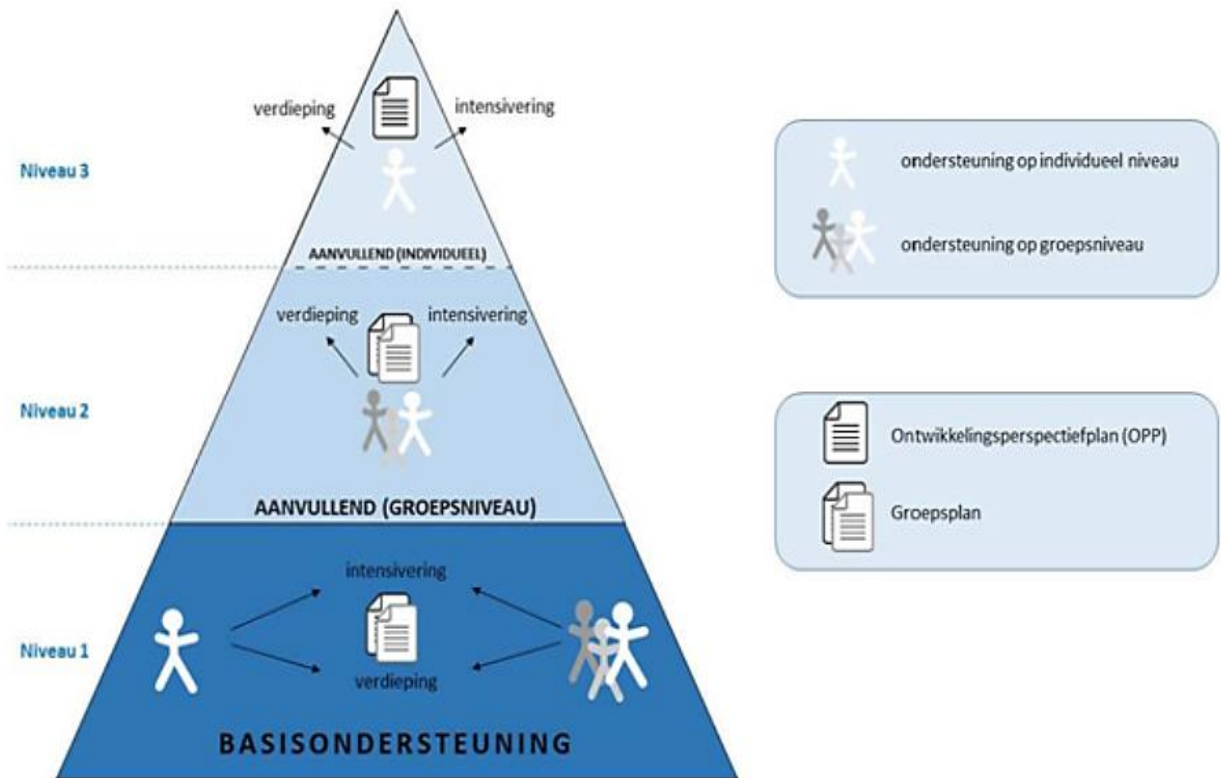 verdieping
intensivering
Niveau 3
AANVULLEND (INDIVIDUEEL)
verdieping
intensivering
Niveau 2
AANVULLEND (GROEPSNIVEAU)
intensivering
Niveau 1
verdieping
BASISONDERSTEUNING
ondersteuning op individueel niveau
ondersteuning op groepsniveau
Ontwikkelingsperspectiefplan (OPP)
Groepsplan